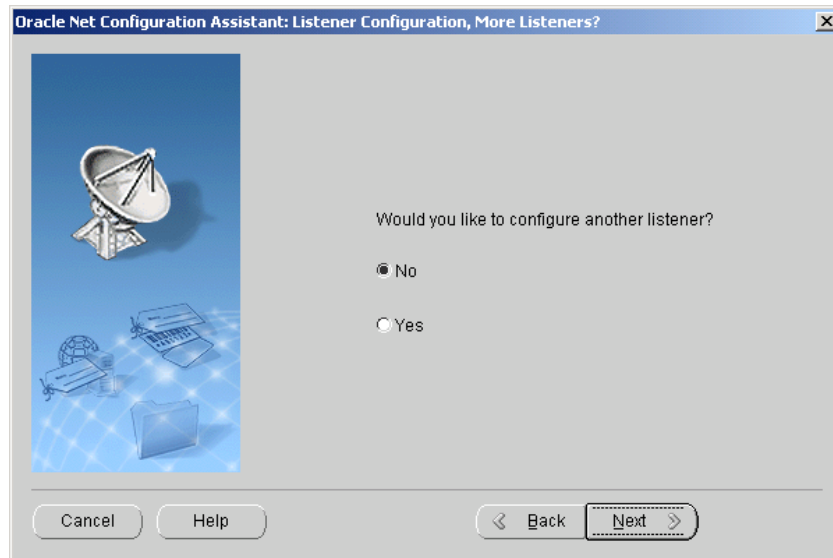 Oracle Net Configuration Assistant: Listener Configuration, More Listeners?
Would you like to configure another listener?
No
Yes
Cancel
Help
Back
Next